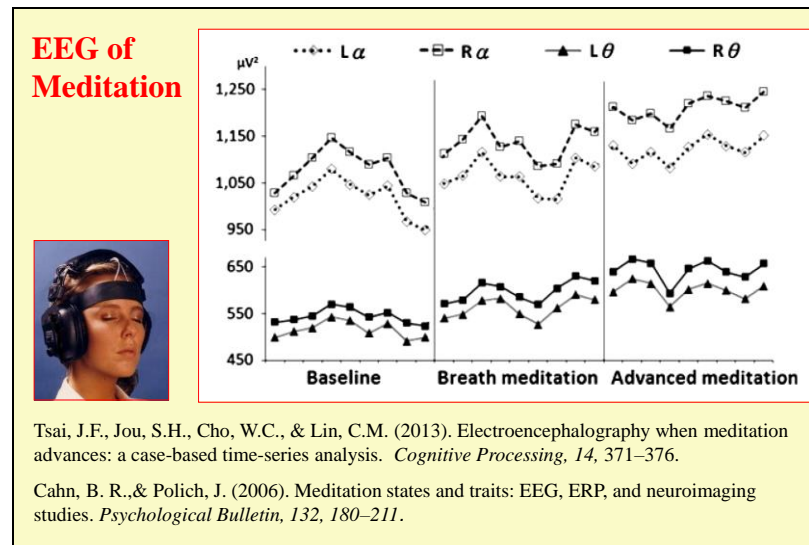 EEG of
Meditation
L α R α L θ R θ
μV²
1,250
1,150
1,050
950
650
550
450
Baseline Breath meditation Advanced meditation
Tsai, J.F., Jou, S.H., Cho, W.C., & Lin, C.M. (2013). Electroencephalography when meditation
advances: a case-based time-series analysis. Cognitive Processing, 14, 371–376.
Cahn, B. R.,& Polich, J. (2006). Meditation states and traits: EEG, ERP, and neuroimaging
studies. Psychological Bulletin, 132, 180–211.